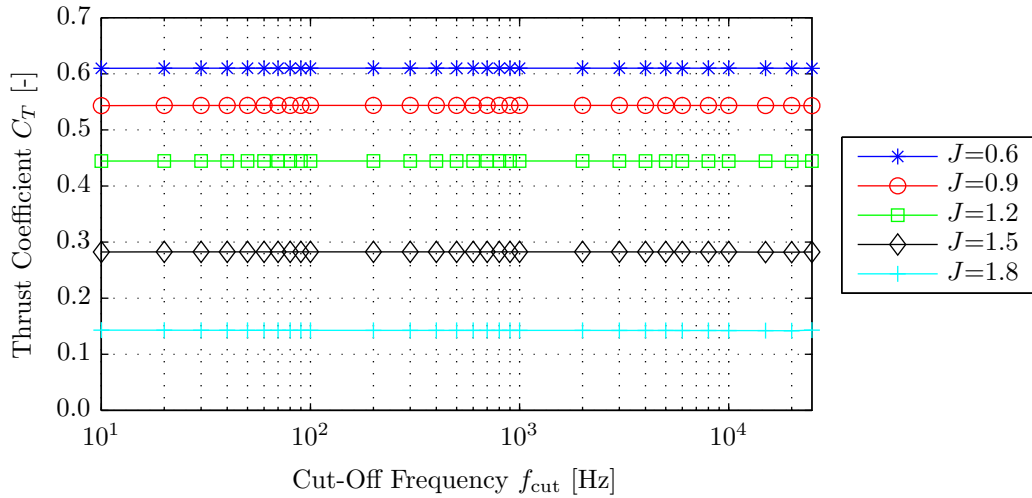 Thrust Coefficient C_T [-]
0.7
0.6
0.5
0.4
0.3
0.2
0.1
0.0
10^1
10^2
10^3
10^4
Cut-Off Frequency f_cut [Hz]
J=0.6
J=0.9
J=1.2
J=1.5
J=1.8